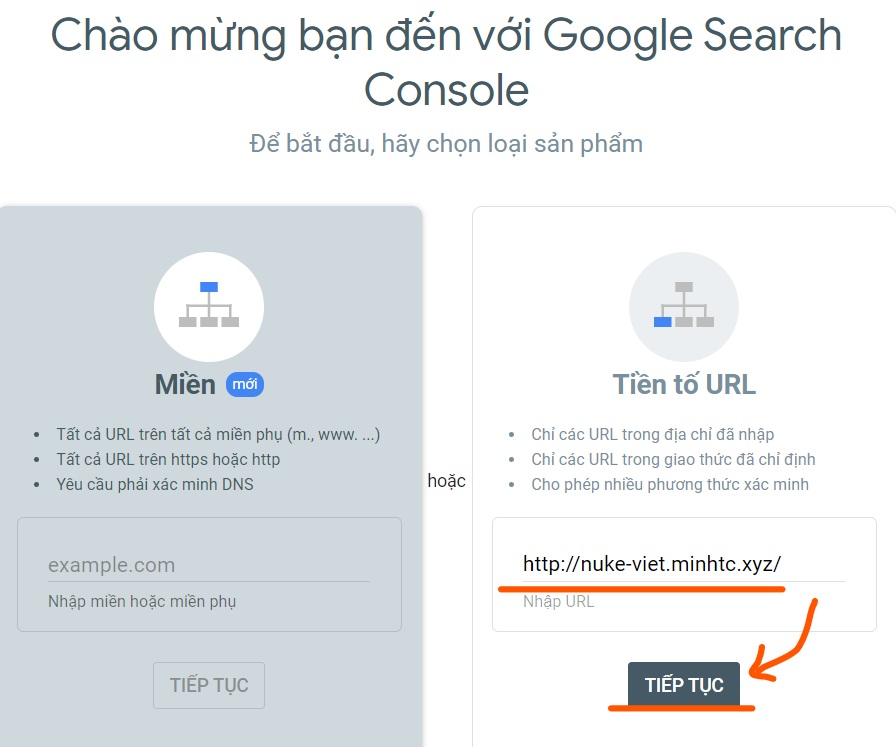 Chào mừng bạn đến với Google Search
Console
Để bắt đầu, hãy chọn loại sản phẩm
Miền mới
Tất cả URL trên tất cả miền phụ (m., www. ...)
Tất cả URL trên https hoặc http
Yêu cầu phải xác minh DNS
example.com
Nhập miền hoặc miền phụ
TIẾP TỤC
hoặc
Tiền tố URL
Chỉ các URL trong địa chỉ đã nhập
Chỉ các URL trong giao thức đã chỉ định
Cho phép nhiều phương thức xác minh
http://nuke-viet.minhtc.xyz/
Nhập URL
TIẾP TỤC